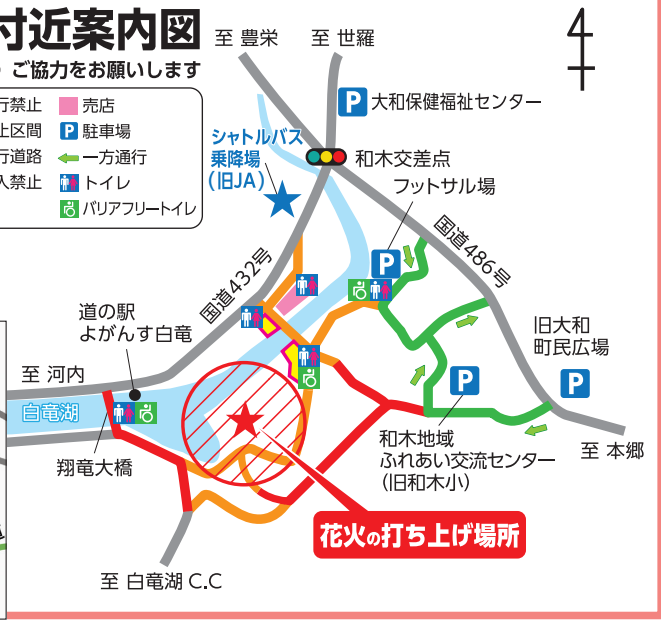 付近案内図
ご協力をお願いします
行禁止
売店
止区間
P 駐車場
行道路
一方通行
入禁止
トイレ
バリアフリートイレ
至 豊栄
至 世羅
P 大和保健福祉センター
シャトルバス
乗降場
(旧JA)
和木交差点
フットサル場
P
国道432号
国道486号
道の駅
よがんす白竜
旧大和
町民広場
P
P
至 河内
白竜湖
翔竜大橋
和木地域
ふれあい交流センター
(旧和木小)
至 本郷
花火の打ち上げ場所
至 白竜湖 C.C